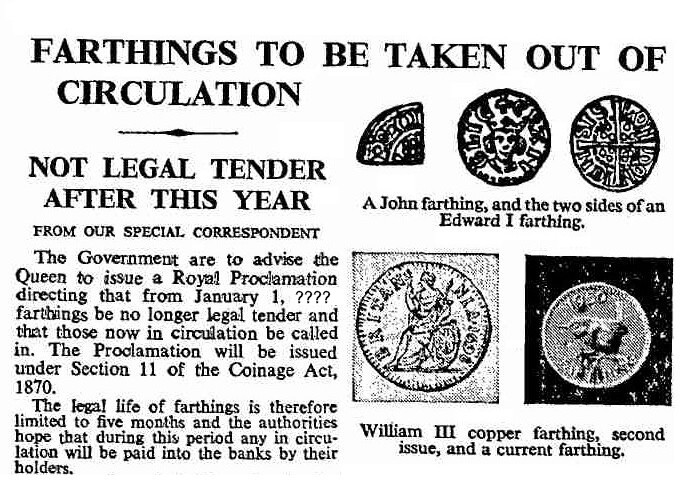 FARTHINGS TO BE TAKEN OUT OF
CIRCULATION
NOT LEGAL TENDER
AFTER THIS YEAR
FROM OUR SPECIAL CORRESPONDENT
The Government are to advise the
Queen to issue a Royal Proclamation
directing that from January 1, ????
farthings be no longer legal tender and
that those now in circulation be called
in. The Proclamation will be issued
under Section 11 of the Coinage Act,
1870.
The legal life of farthings is therefore
limited to five months and the authorities
hope that during this period any in circu-
lation will be paid into the banks by their
holders.
A John farthing, and the two sides of an
Edward I farthing.
William III copper farthing, second
issue, and a current farthing.